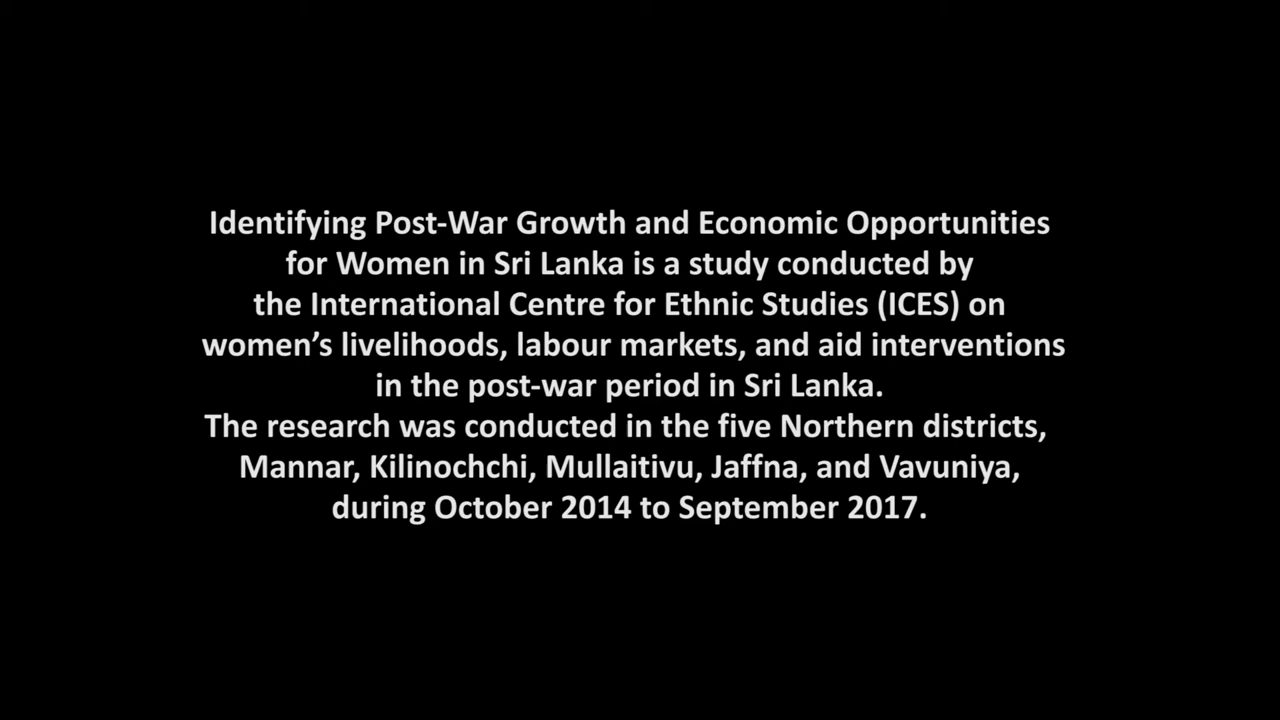 Identifying Post-War Growth and Economic Opportunities
for Women in Sri Lanka is a study conducted by
the International Centre for Ethnic Studies (ICES) on
women’s livelihoods, labour markets, and aid interventions
in the post-war period in Sri Lanka.
The research was conducted in the five Northern districts,
Mannar, Kilinochchi, Mullaitivu, Jaffna, and Vavuniya,
during October 2014 to September 2017.